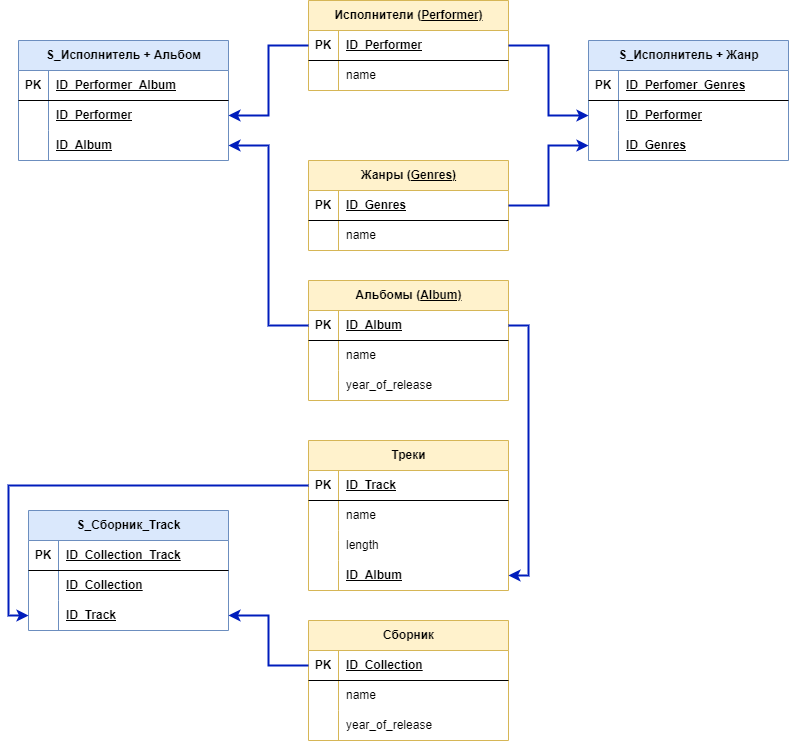 Исполнители (Performer)
PK ID_Performer
name
S_Исполнитель + Альбом
PK ID_Performer_Album
ID_Performer
ID_Album
S_Исполнитель + Жанр
PK ID_Perfomer_Genres
ID_Performer
ID_Genres
Жанры (Genres)
PK ID_Genres
name
Альбомы (Album)
PK ID_Album
name
year_of_release
Треки
PK ID_Track
name
length
ID_Album
S_Сборник_Track
PK ID_Collection_Track
ID_Collection
ID_Track
Сборник
PK ID_Collection
name
year_of_release